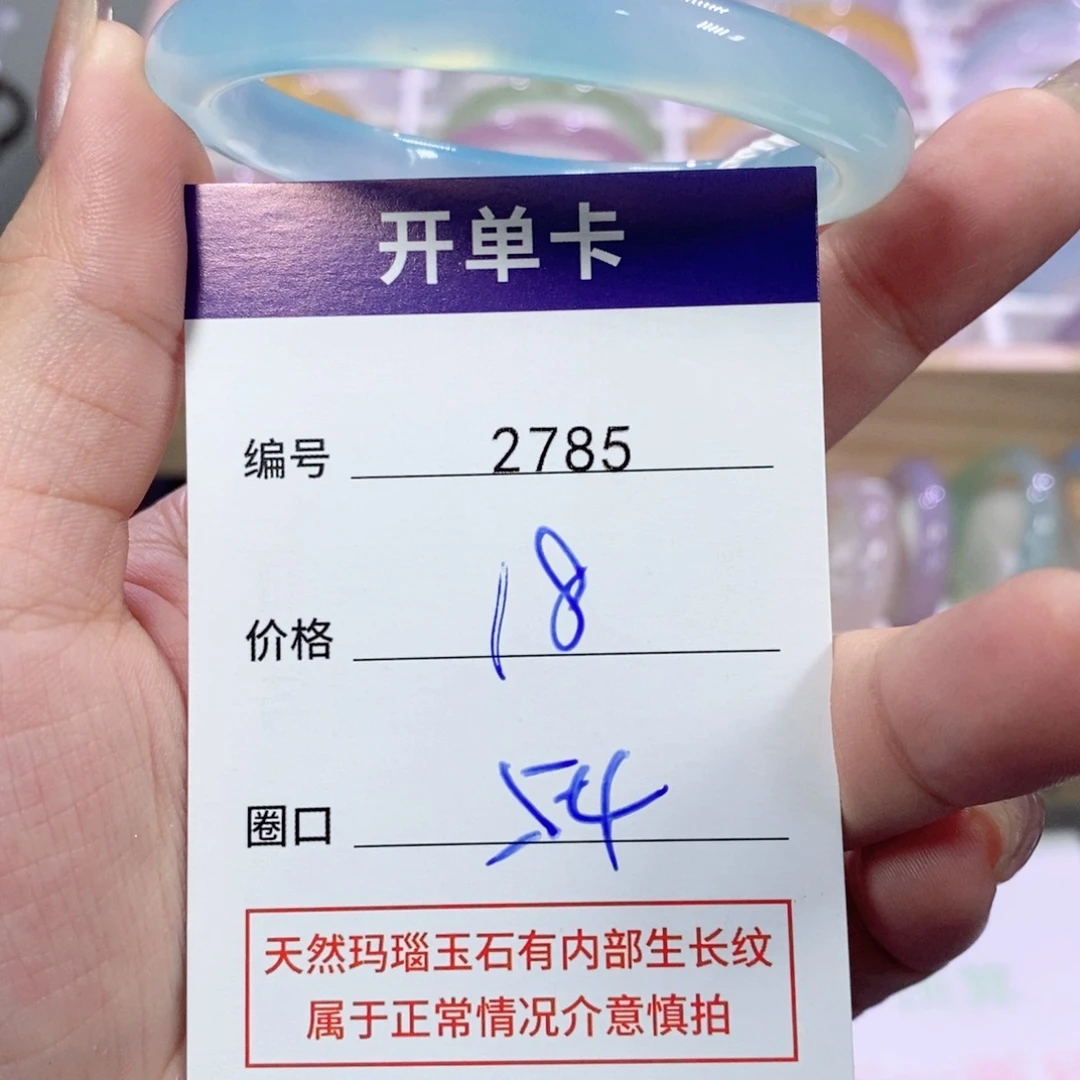 开单卡
编号 2785
价格 18
圈口 54
天然玛瑙玉石有内部生长纹
属于正常情况介意慎拍